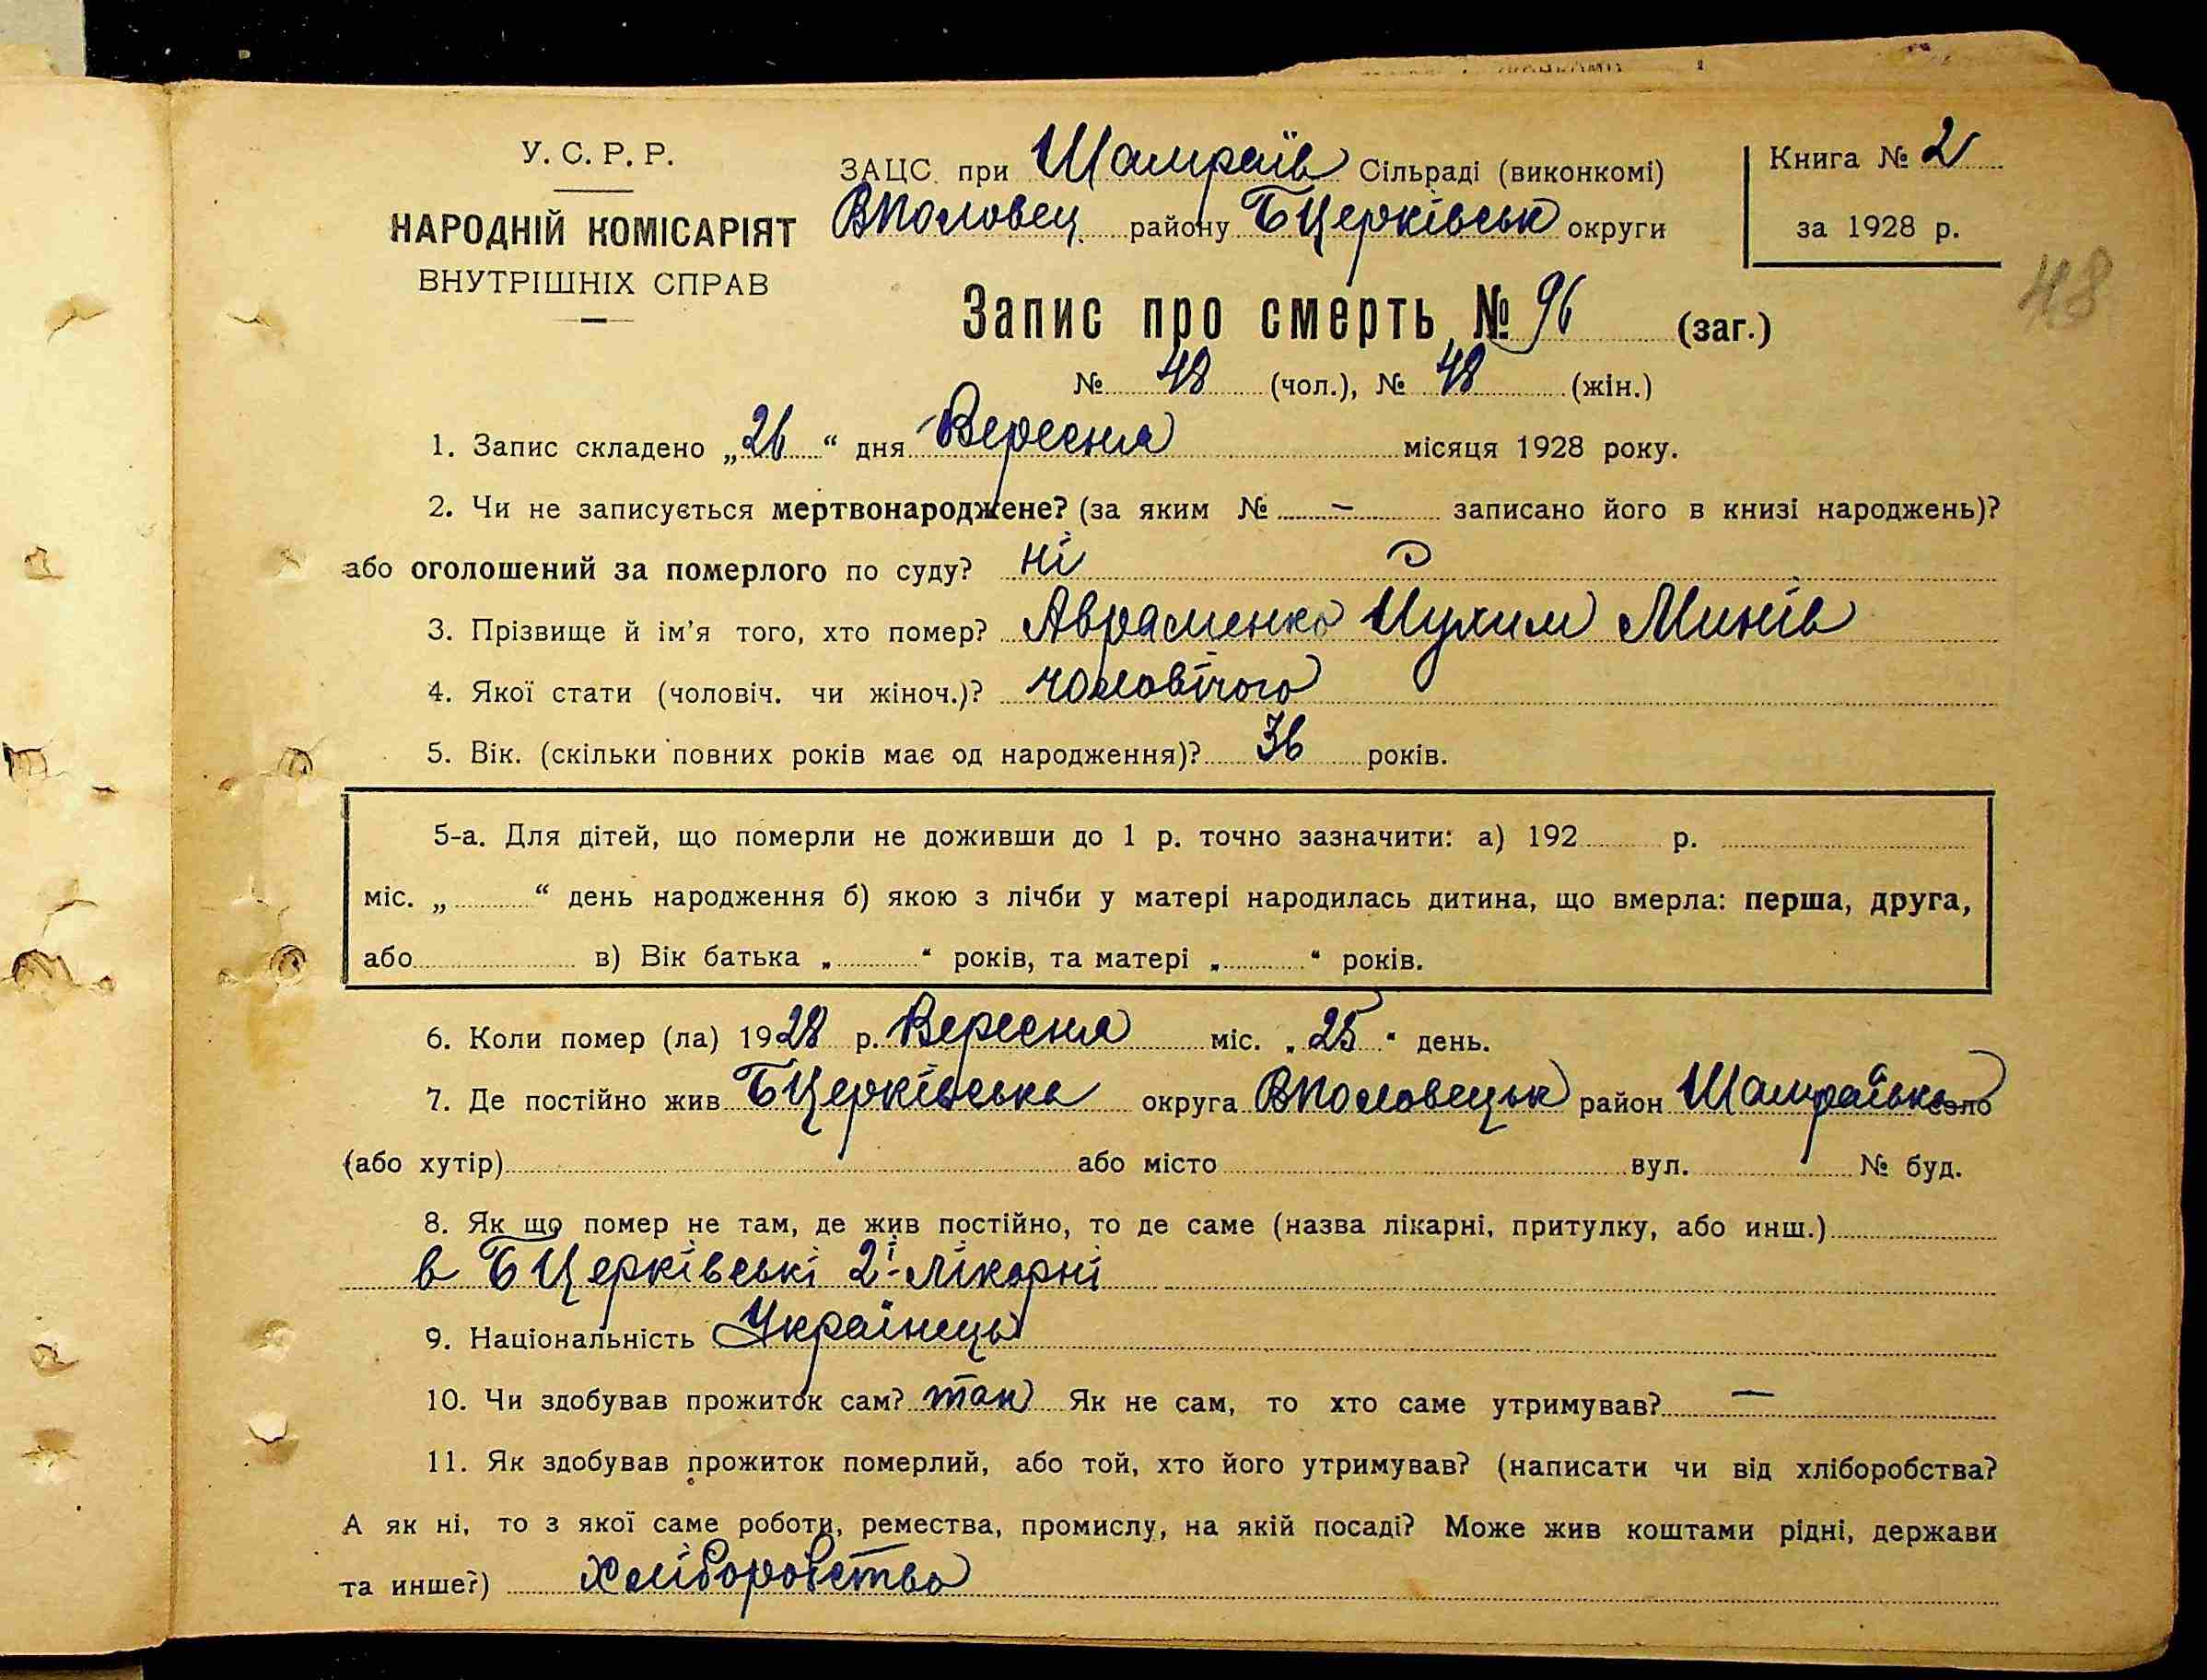 У. С. Р. Р.
НАРОДНІЙ КОМІСАРІЯТ
ВНУТРІШНІХ СПРАВ
ЗАЦС при Шамраїв Сільраді (виконкомі)
ВПоловец. району БЦерківськ округи
Книга № 2
за 1928 р.
48
Запис про смерть № 96 (заг.)
№ 48 (чол.), № 48 (жін.)
1. Запис складено „26“ дня Вересня місяця 1928 року.
2. Чи не записується мертвонароджене? (за яким № – записано його в книзі народжень)?
або оголошений за померлого по суду? ні
3. Прізвище й ім'я того, хто помер? Авраменко Иухим Минів
4. Якої стати (чоловіч. чи жіноч.)? чоловічого
5. Вік. (скільки повних років має од народження)? 36 років.
5-а. Для дітей, що померли не доживши до 1 р. точно зазначити: а) 192 р.
міс. „ “ день народження б) якою з лічби у матері народилась дитина, що вмерла: перша, друга,
або в) Вік батька „ “ років, та матері „ “ років.
6. Коли помер (ла) 1928 р. Вересня міс. „25“ день.
7. Де постійно жив БЦерківська округа ВПоловецьк район Шамраївка село
(або хутір) або місто вул. № буд.
8. Як що помер не там, де жив постійно, то де саме (назва лікарні, притулку, або инш.)
в БЦерківські 2й-лікарні
9. Національність Українець
10. Чи здобував прожиток сам? так Як не сам, то хто саме утримував? —
11. Як здобував прожиток померлий, або той, хто його утримував? (написати чи від хліборобства?
А як ні, то з якої саме роботи, ремества, промислу, на якій посаді? Може жив коштами рідні, держави
та инше?) хліборобство